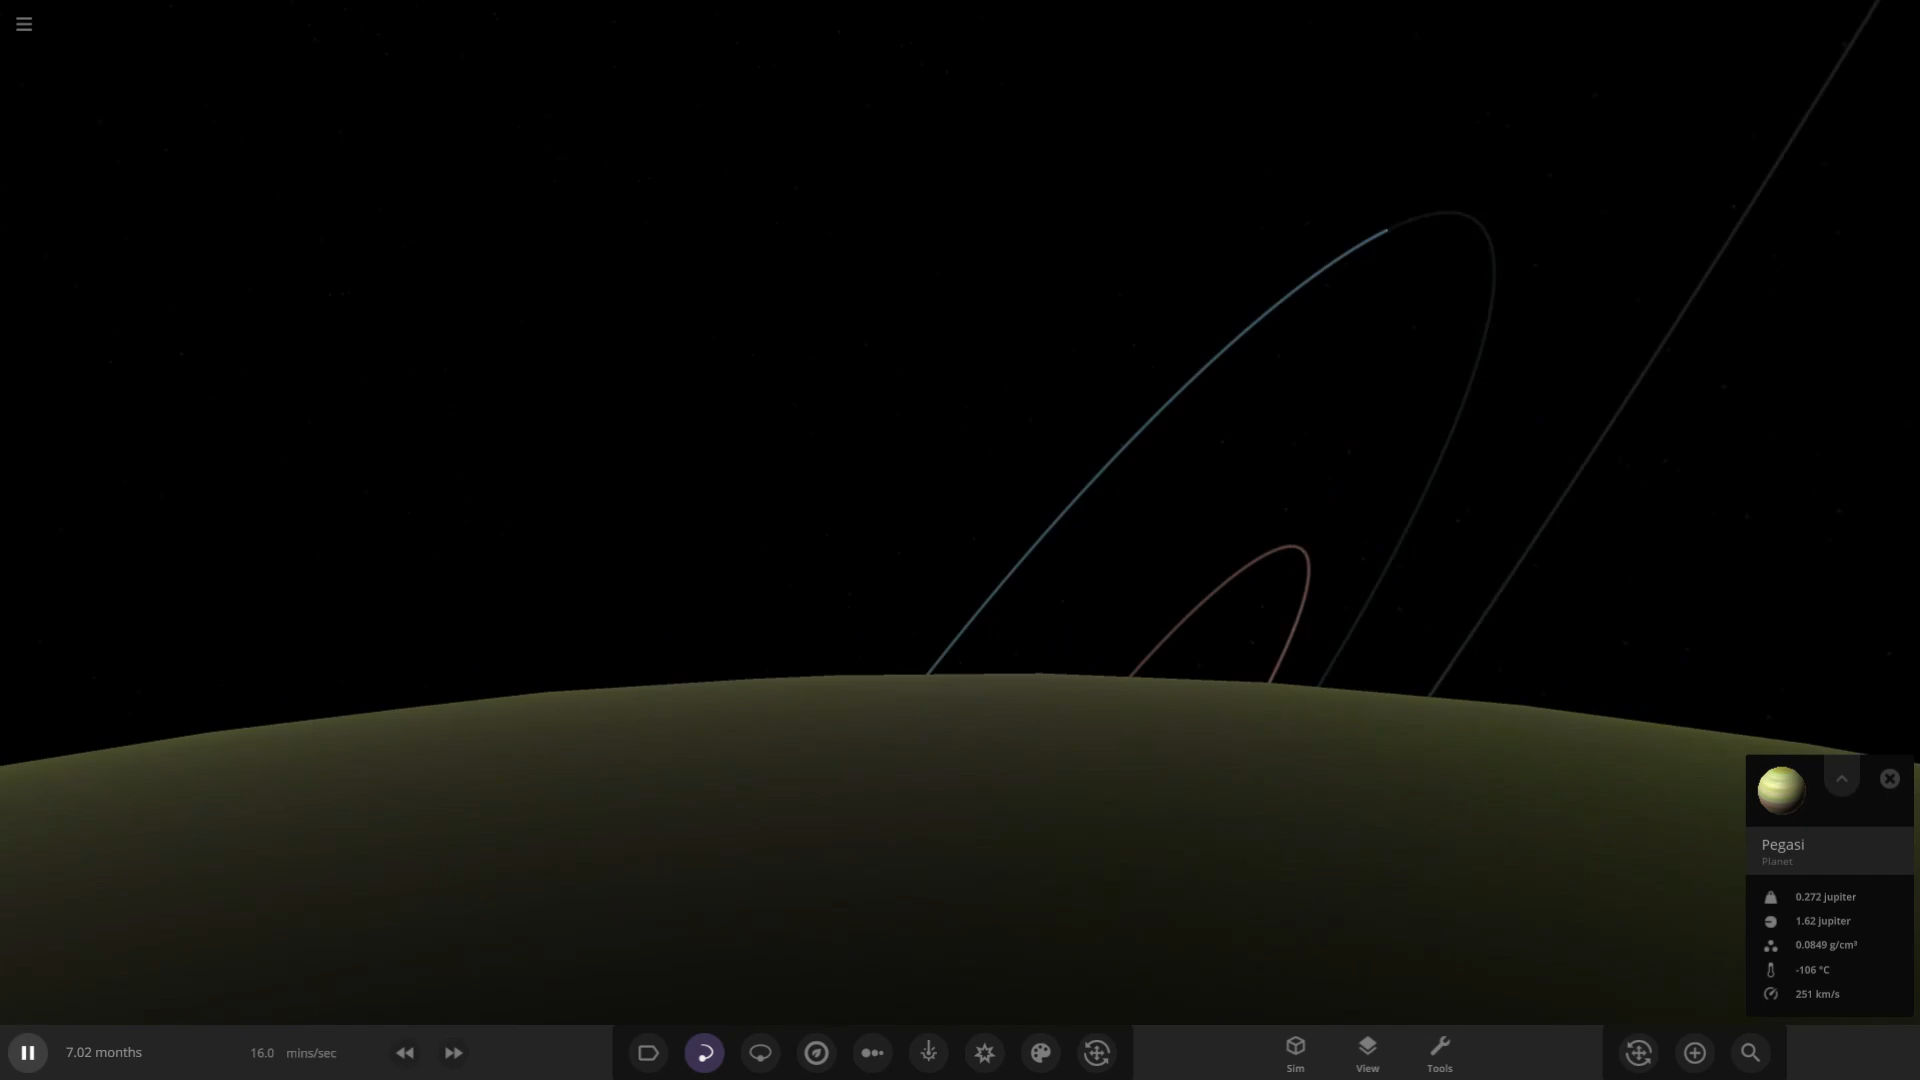 Pegasi
Planet
0.272 jupiter
1.62 jupiter
0.0849 g/cm³
-106 °C
251 km/s
7.02 months
16.0 mins/sec
Sim
View
Tools